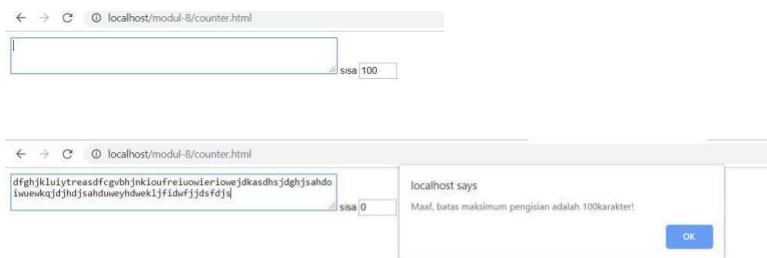 localhost/modul-8/counter.html
sisa 100
localhost/modul-8/counter.html
dfghjkluiytreasdfcgvbhjnkioufreiuowieriowejdkasdhsjdghjsahdo
iwuewkqjdjhdjsahduweyhdwekljfidwfjjdsfdjs
sisa 0
localhost says
Maaf, batas maksimum pengisian adalah 100karakter!
OK